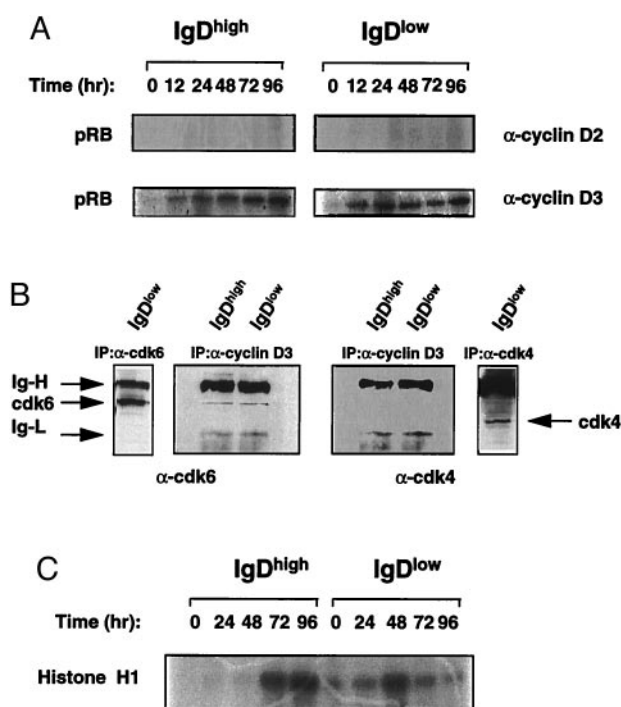 A
IgDhigh IgDlow
Time (hr): 0 12 24 48 72 96 0 12 24 48 72 96
pRB α-cyclin D2
pRB α-cyclin D3
B
IgDlow IgDhigh IgDlow IgDhigh IgDlow IgDlow
IP:α-cdk6 IP:α-cyclin D3 IP:α-cyclin D3 IP:α-cdk4
Ig-H
cdk6
Ig-L
cdk4
α-cdk6 α-cdk4
C
IgDhigh IgDlow
Time (hr): 0 24 48 72 96 0 24 48 72 96
Histone H1